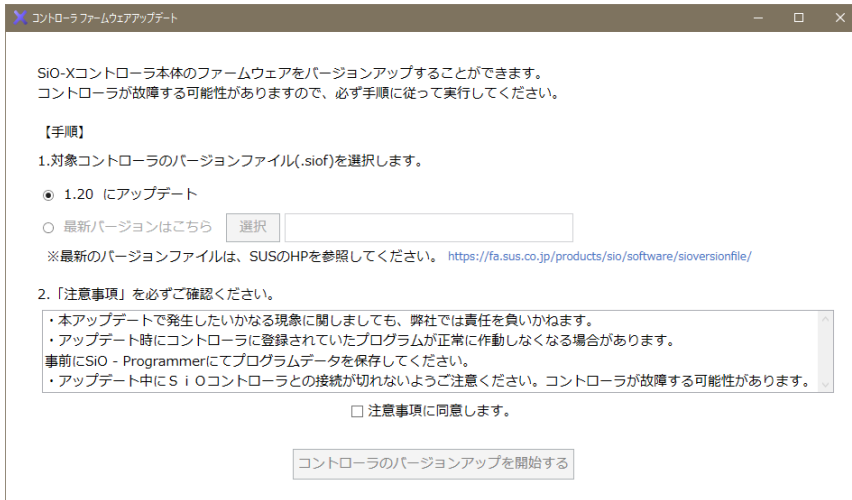 コントローラ ファームウェアアップデート
SiO-Xコントローラ本体のファームウェアをバージョンアップすることができます。
コントローラが故障する可能性がありますので、必ず手順に従って実行してください。
【手順】
1.対象コントローラのバージョンファイル(.siof)を選択します。
1.20 にアップデート
最新バージョンはこちら 選択
※最新のバージョンファイルは、SUSのHPを参照してください。 https://fa.sus.co.jp/products/sio/software/sioversionfile/
2.「注意事項」を必ずご確認ください。
・本アップデートで発生したいかなる現象に関しましても、弊社では責任を負いかねます。
・アップデート時にコントローラに登録されていたプログラムが正常に作動しなくなる場合があります。
事前にSiO - Programmerにてプログラムデータを保存してください。
・アップデート中にＳｉＯコントローラとの接続が切れないようご注意ください。コントローラが故障する可能性があります。
注意事項に同意します。
コントローラのバージョンアップを開始する